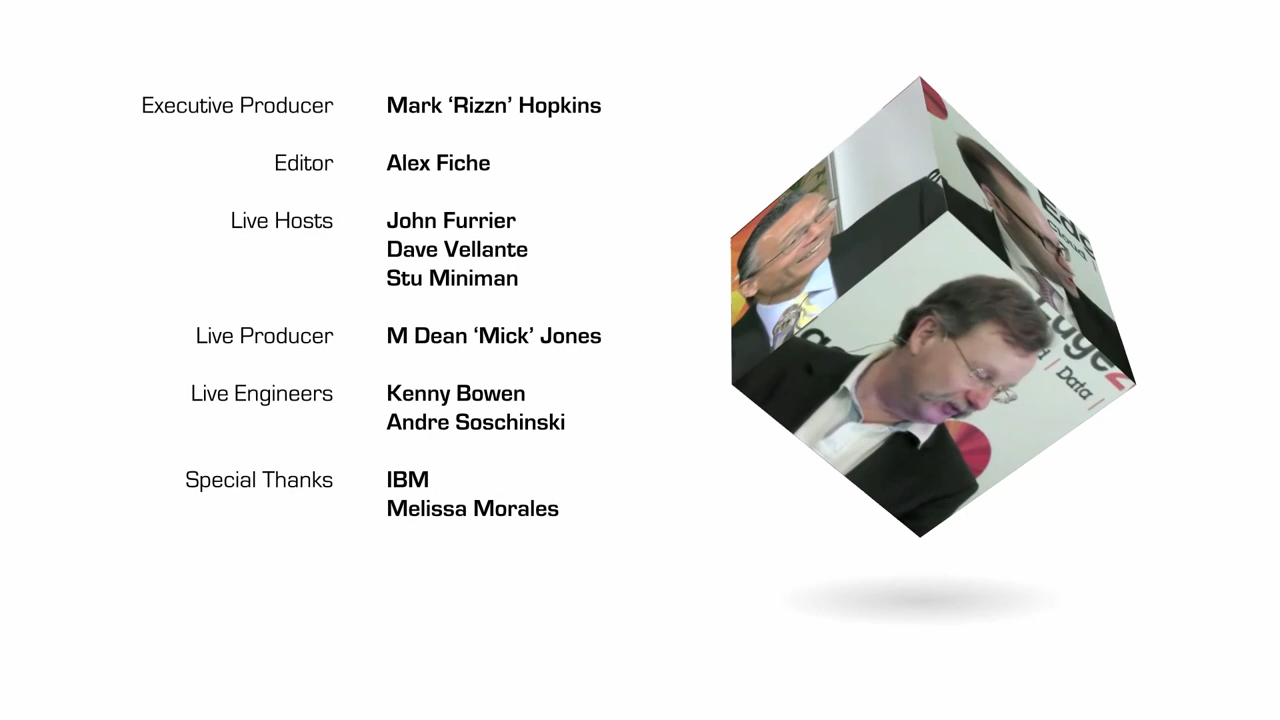 Executive Producer Mark ‘Rizzn’ Hopkins
Editor Alex Fiche
Live Hosts John Furrier
Dave Vellante
Stu Miniman
Live Producer M Dean ‘Mick’ Jones
Live Engineers Kenny Bowen
Andre Soschinski
Special Thanks IBM
Melissa Morales
Data |